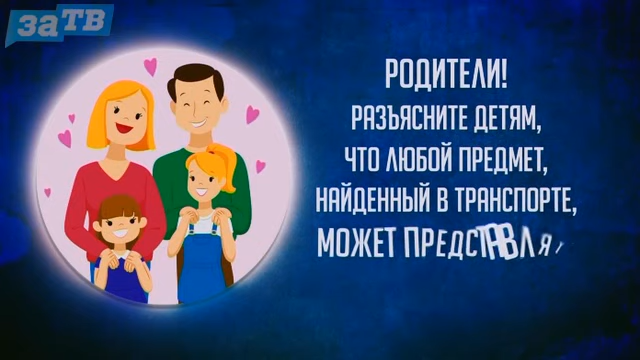 заТВ
РОДИТЕЛИ!
РАЗЪЯСНИТЕ ДЕТЯМ,
ЧТО ЛЮБОЙ ПРЕДМЕТ,
НАЙДЕННЫЙ В ТРАНСПОРТЕ,
МОЖЕТ